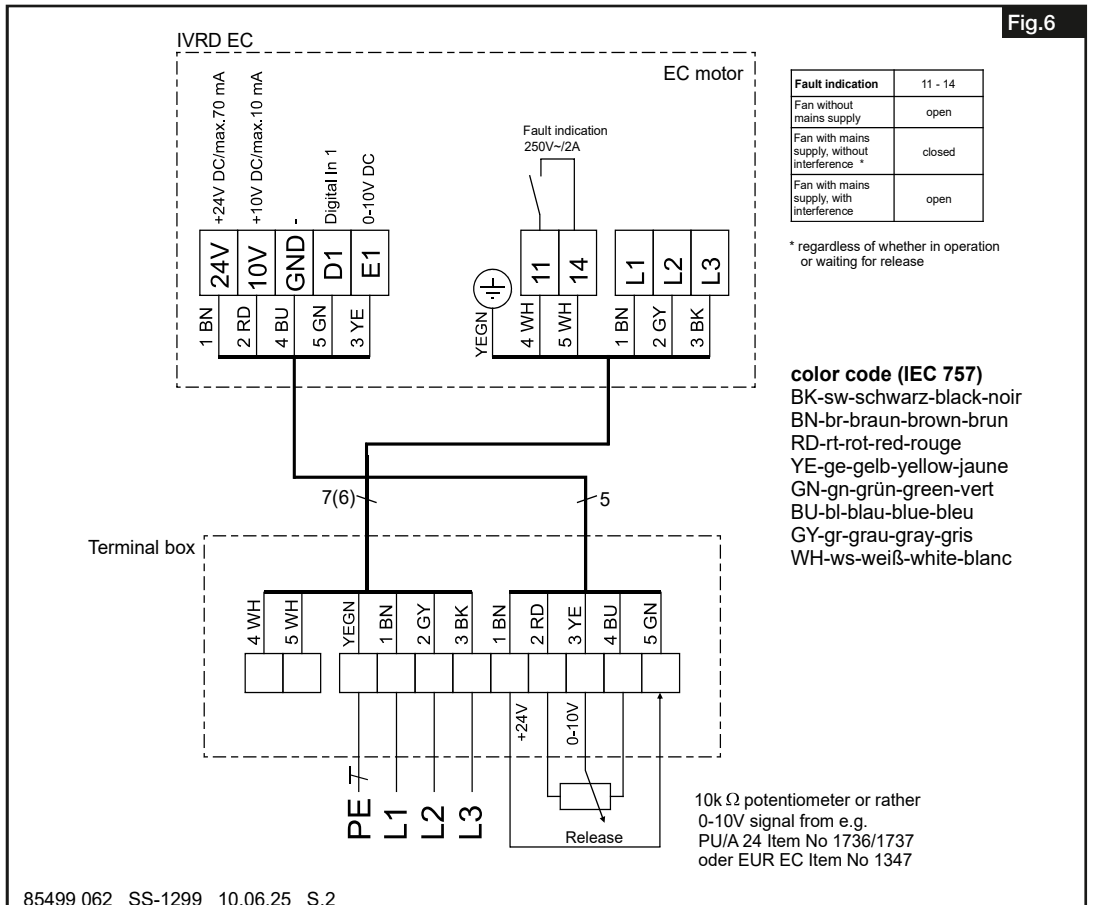 Fig.6
IVRD EC
EC motor
+24V DC/max.70 mA
+10V DC/max.10 mA
-
Digital In 1
0-10V DC
24V
10V
GND
D1
E1
1 BN
2 RD
4 BU
5 GN
3 YE
Fault indication
250V~/2A
11
14
L1
L2
L3
YEGN
4 WH
5 WH
1 BN
2 GY
3 BK
Fault indication 11 - 14
Fan without
mains supply
open
Fan with mains
supply, without
interference *
closed
Fan with mains
supply, with
interference
open
* regardless of whether in operation
or waiting for release
color code (IEC 757)
BK-sw-schwarz-black-noir
BN-br-braun-brown-brun
RD-rt-rot-red-rouge
YE-ge-gelb-yellow-jaune
GN-gn-grün-green-vert
BU-bl-blau-blue-bleu
GY-gr-grau-gray-gris
WH-ws-weiß-white-blanc
7(6)
5
Terminal box
4 WH
5 WH
YEGN
1 BN
2 GY
3 BK
1 BN
2 RD
3 YE
4 BU
5 GN
+24V
0-10V
PE
L1
L2
L3
Release
10k Ω potentiometer or rather
0-10V signal from e.g.
PU/A 24 Item No 1736/1737
oder EUR EC Item No 1347
85499 062 SS-1299 10.06.25 S.2